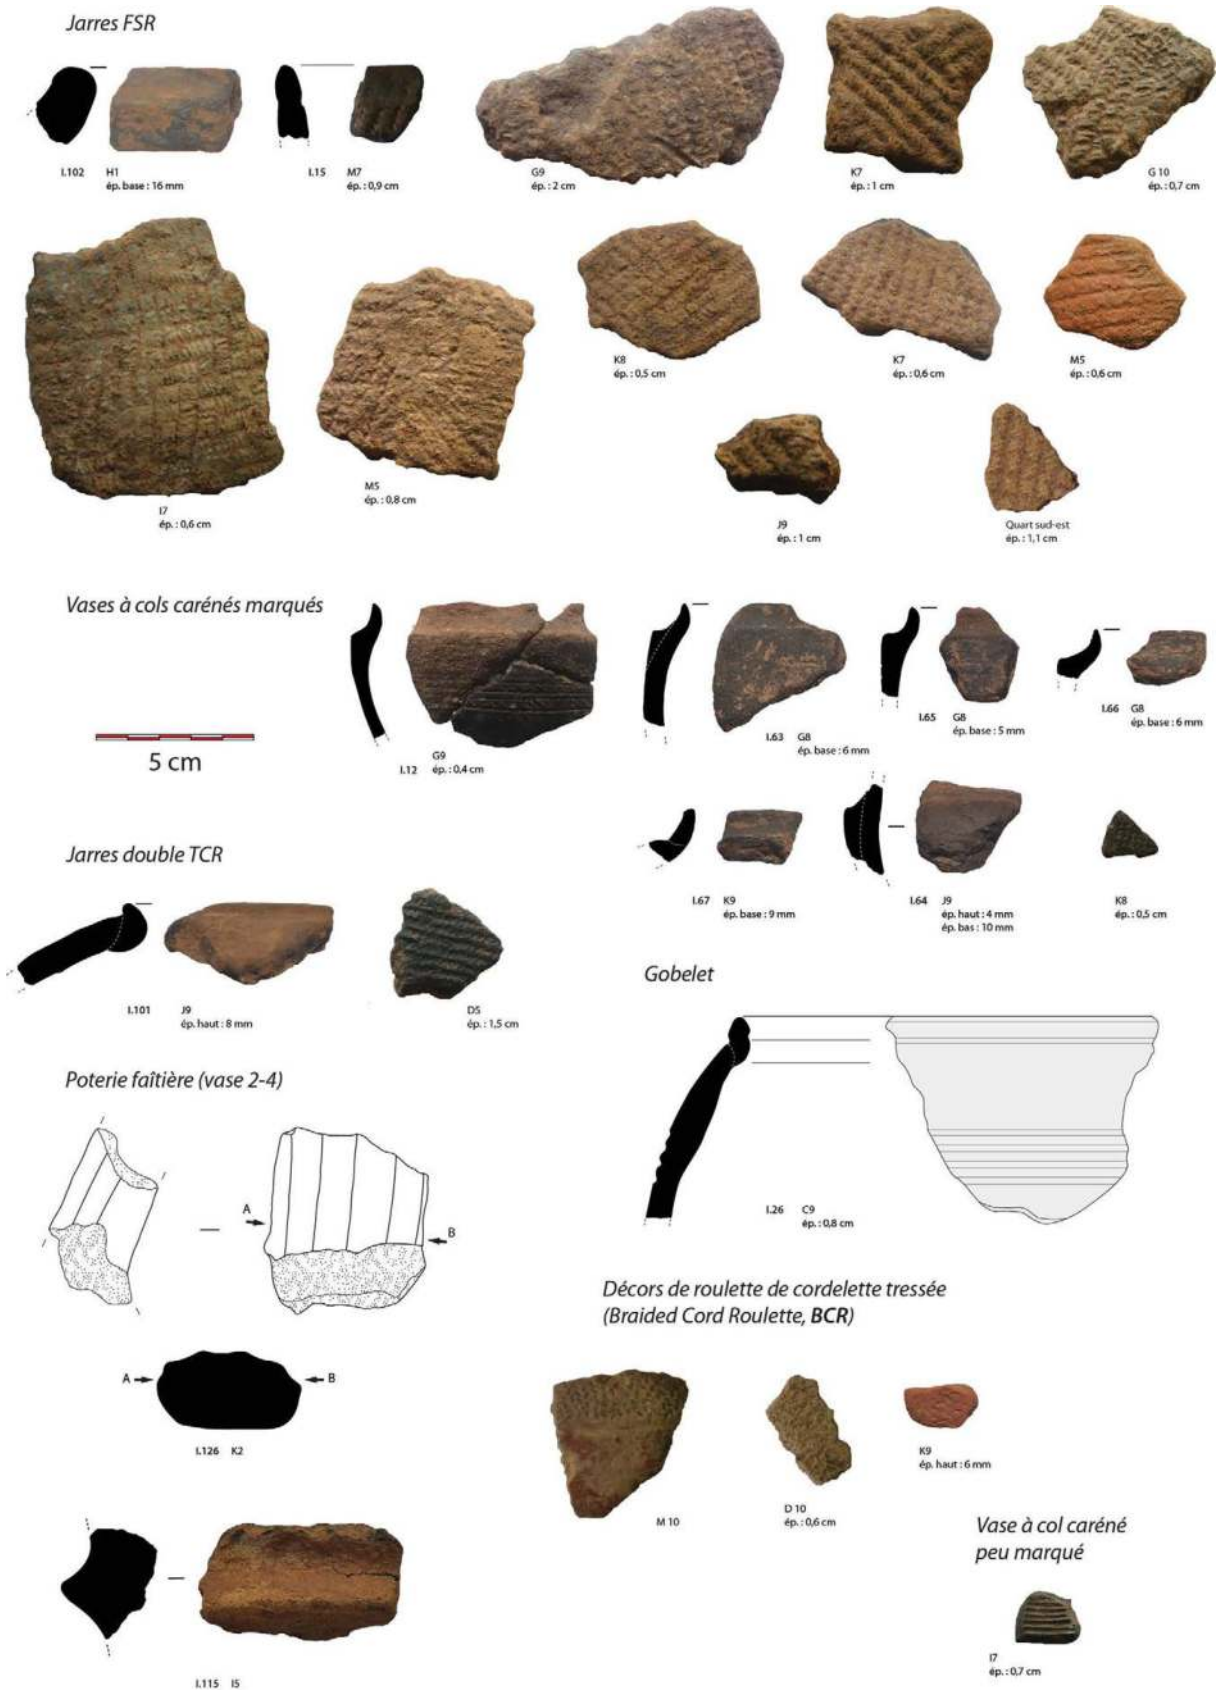 Jarres FSR
I.102 H1
ép. base : 16 mm
I.15 M7
ép. : 0,9 cm
G9
ép. : 2 cm
K7
ép. : 1 cm
G 10
ép. : 0,7 cm
K8
ép. : 0,5 cm
K7
ép. : 0,6 cm
M5
ép. : 0,6 cm
I7
ép. : 0,6 cm
M5
ép. : 0,8 cm
J9
ép. : 1 cm
Quart sud-est
ép. : 1,1 cm
Vases à cols carénés marqués
5 cm
I.12 G9
ép. : 0,4 cm
I.63 G8
ép. base : 6 mm
I.65 G8
ép. base : 5 mm
I.66 G8
ép. base : 6 mm
I.67 K9
ép. base : 9 mm
I.64 J9
ép. haut : 4 mm
ép. bas : 10 mm
K8
ép. : 0,5 cm
Jarres double TCR
I.101 J9
ép. haut : 8 mm
D5
ép. : 1,5 cm
Gobelet
I.26 C9
ép. : 0,8 cm
Poterie faîtière (vase 2-4)
A
B
A B
I.126 K2
I.115 I5
Décors de roulette de cordelette tressée
(Braided Cord Roulette, BCR)
M 10
D 10
ép. : 0,6 cm
K9
ép. haut : 6 mm
Vase à col caréné
peu marqué
I7
ép. : 0,7 cm